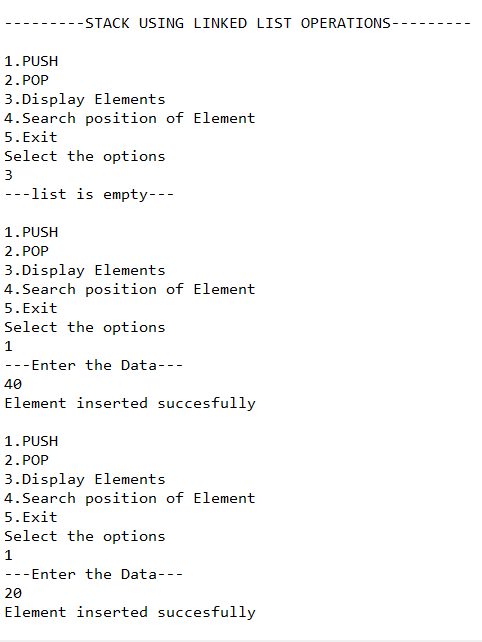 ---------STACK USING LINKED LIST OPERATIONS---------
1.PUSH
2.POP
3.Display Elements
4.Search position of Element
5.Exit
Select the options
3
---list is empty---
1.PUSH
2.POP
3.Display Elements
4.Search position of Element
5.Exit
Select the options
1
---Enter the Data---
40
Element inserted succesfully
1.PUSH
2.POP
3.Display Elements
4.Search position of Element
5.Exit
Select the options
1
---Enter the Data---
20
Element inserted succesfully